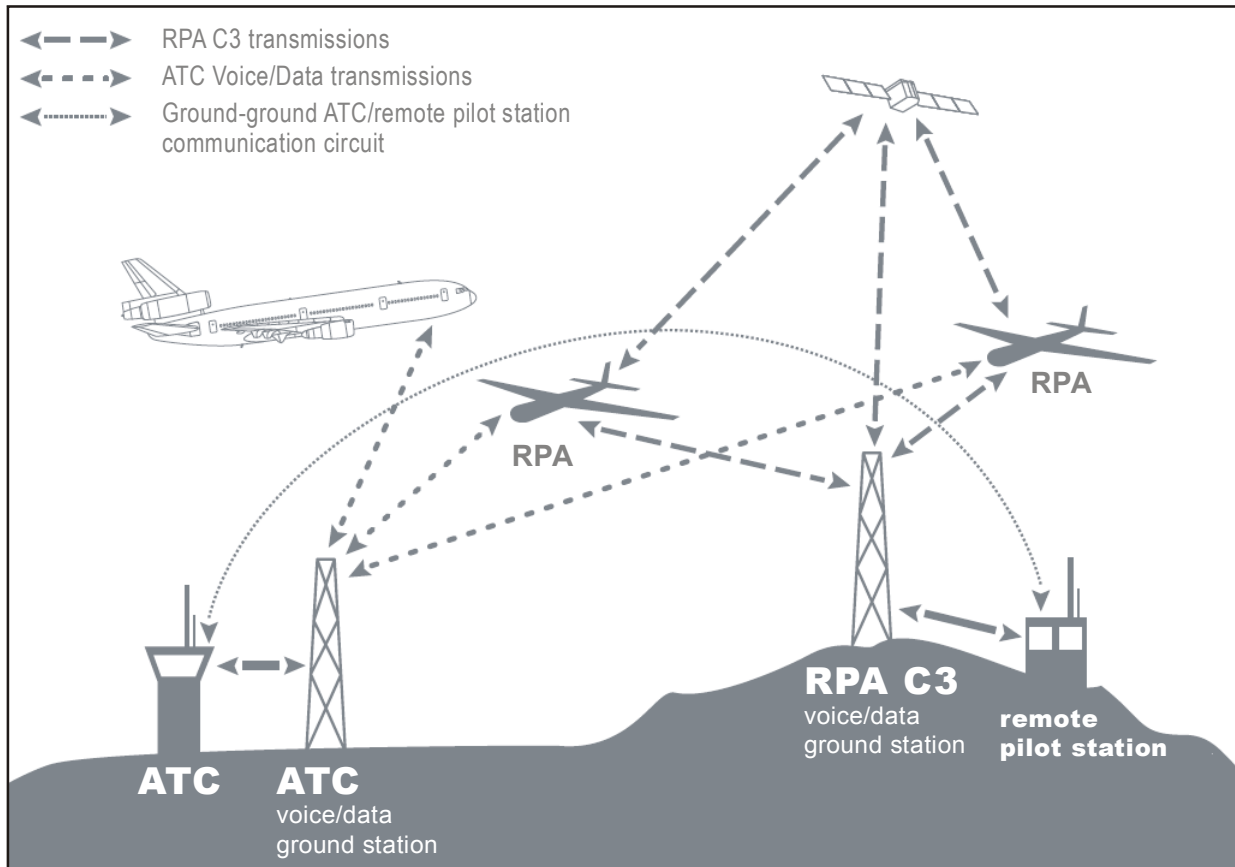 RPA C3 transmissions
ATC Voice/Data transmissions
Ground-ground ATC/remote pilot station
communication circuit
RPA
RPA
RPA C3
voice/data
ground station
remote
pilot station
ATC
ATC
voice/data
ground station